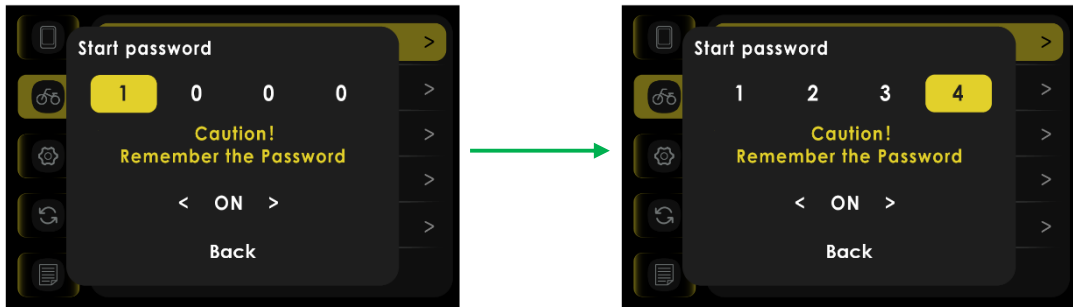 Start password
1 0 0 0
Caution!
Remember the Password
< ON >
Back
>
>
>
>
>
Start password
1 2 3 4
Caution!
Remember the Password
< ON >
Back
>
>
>
>
>